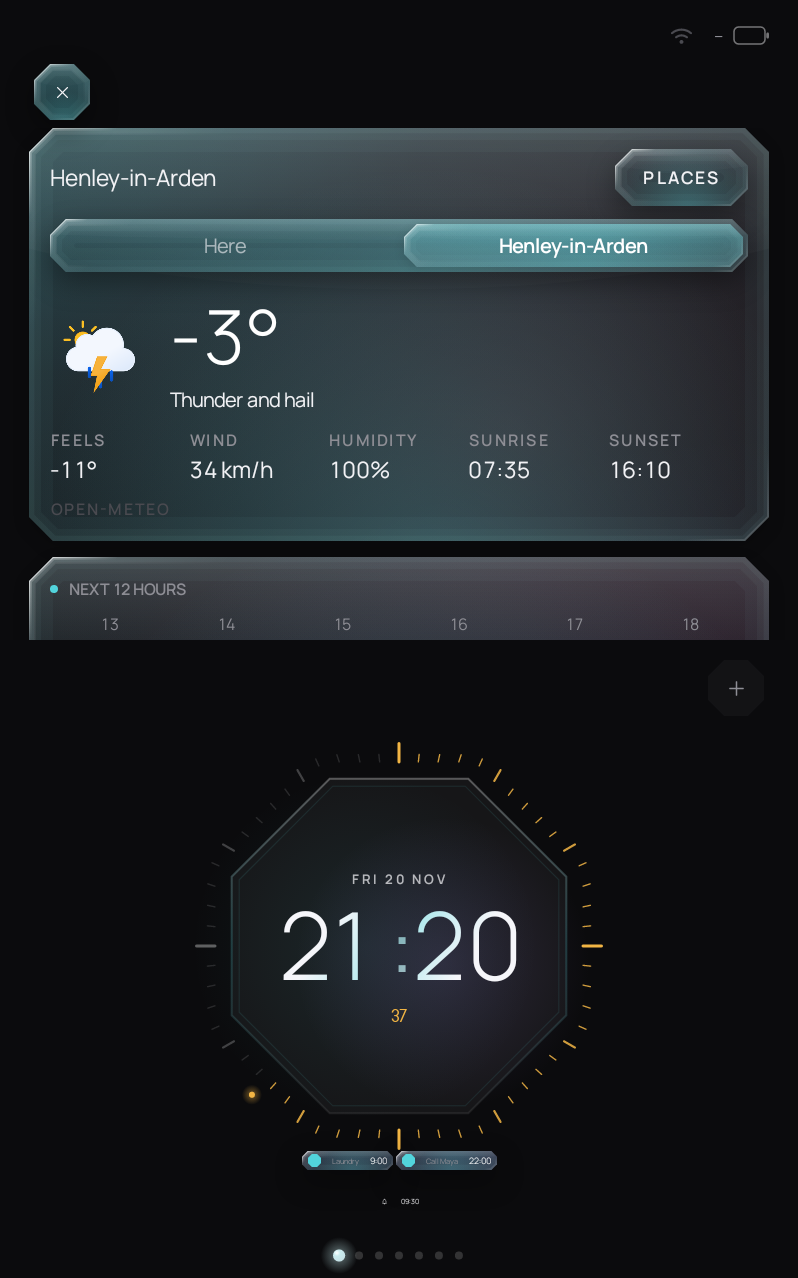 Henley-in-Arden
PLACES
Here
Henley-in-Arden
-3°
Thunder and hail
FEELS WIND HUMIDITY SUNRISE SUNSET
-11° 34 km/h 100% 07:35 16:10
OPEN-METEO
NEXT 12 HOURS
13 14 15 16 17 18
FRI 20 NOV
21:20
37
Laundry 9:00 Call Maya 22:00
09:30